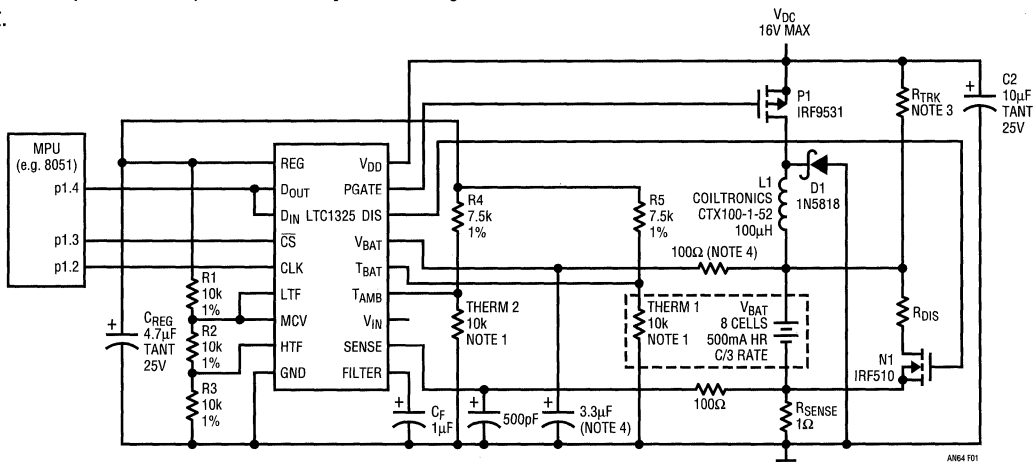 VDC
16V MAX
C2
10µF
TANT
25V
RTRK
NOTE 3
P1
IRF9531
MPU
(e.g. 8051)
p1.4
p1.3
p1.2
REG
DOUT
DIN
CS
CLK
LTF
MCV
HTF
GND
LTC1325
VDD
PGATE
DIS
VBAT
TBAT
TAMB
VIN
SENSE
FILTER
R4
7.5k
1%
R5
7.5k
1%
L1
COILTRONICS
CTX100-1-52
100µH
D1
1N5818
100Ω (NOTE 4)
R1
10k
1%
R2
10k
1%
R3
10k
1%
CREG
4.7µF
TANT
25V
THERM 2
10k
NOTE 1
THERM 1
10k
NOTE 1
VBAT
8 CELLS
500mA HR
C/3 RATE
RDIS
N1
IRF510
CF
1µF
500pF
3.3µF
(NOTE 4)
100Ω
RSENSE
1Ω
AN64 F01